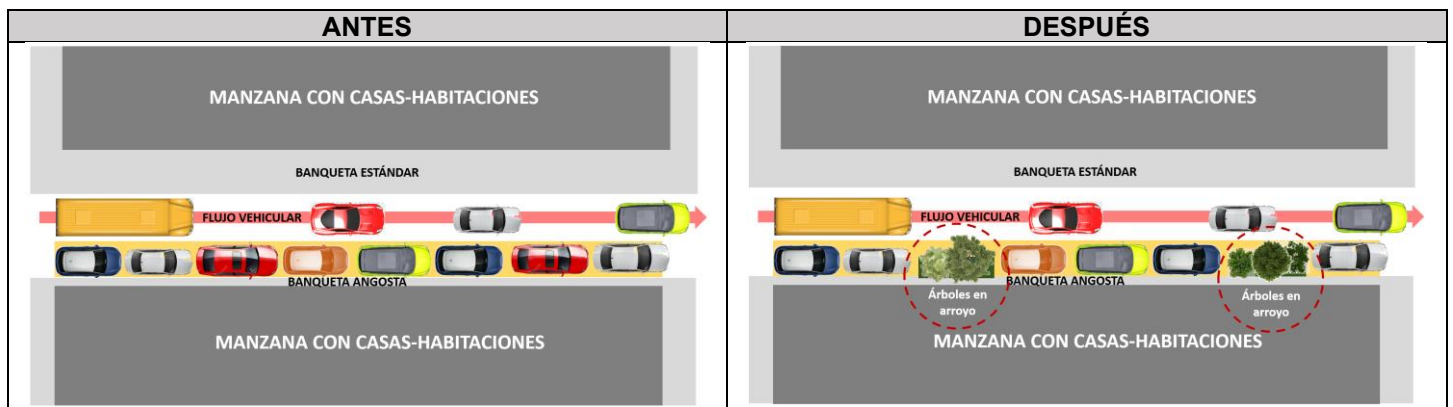 ANTES
DESPUÉS
MANZANA CON CASAS-HABITACIONES
BANQUETA ESTÁNDAR
FLUJO VEHICULAR
BANQUETA ANGOSTA
MANZANA CON CASAS-HABITACIONES
MANZANA CON CASAS-HABITACIONES
BANQUETA ESTÁNDAR
FLUJO VEHICULAR
BANQUETA ANGOSTA
Árboles en
arroyo
Árboles en
arroyo
MANZANA CON CASAS-HABITACIONES